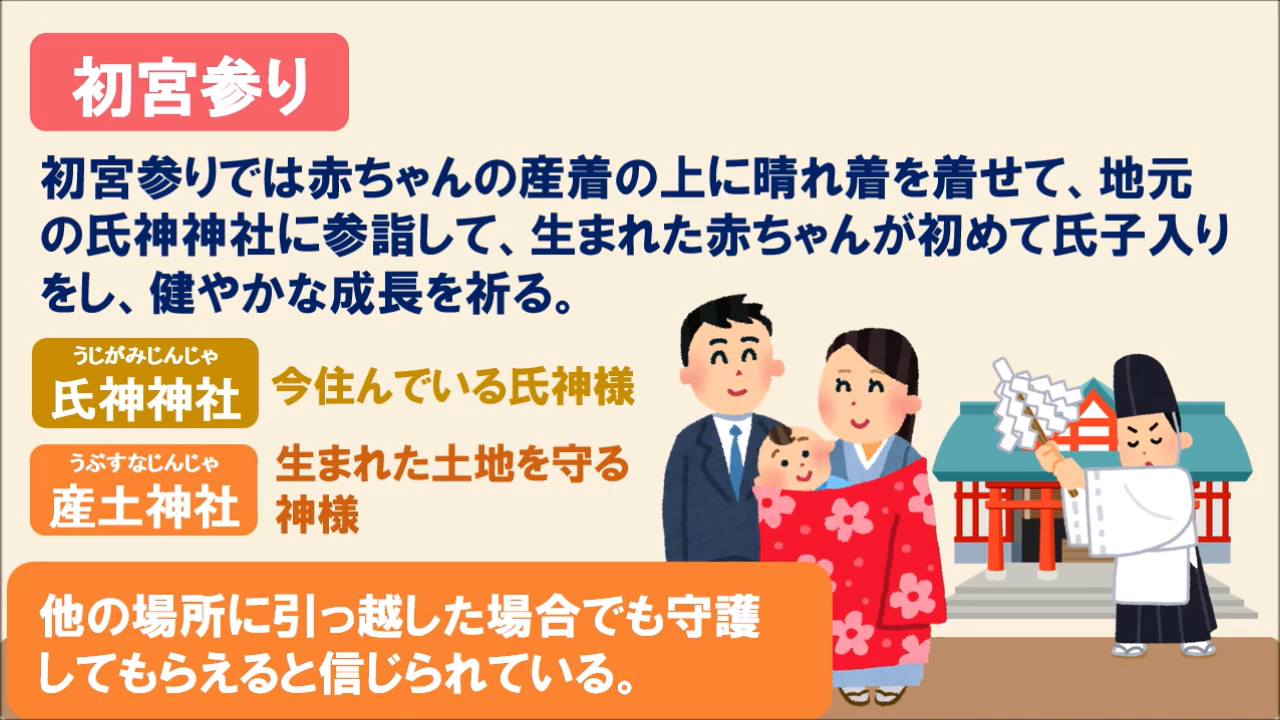 初宮参り
初宮参りでは赤ちゃんの産着の上に晴れ着を着せて、地元
の氏神神社に参詣して、生まれた赤ちゃんが初めて氏子入り
をし、健やかな成長を祈る。
うじがみじんじゃ
氏神神社
今住んでいる氏神様
うぶすなじんじゃ
産土神社
生まれた土地を守る
神様
他の場所に引っ越した場合でも守護
してもらえると信じられている。